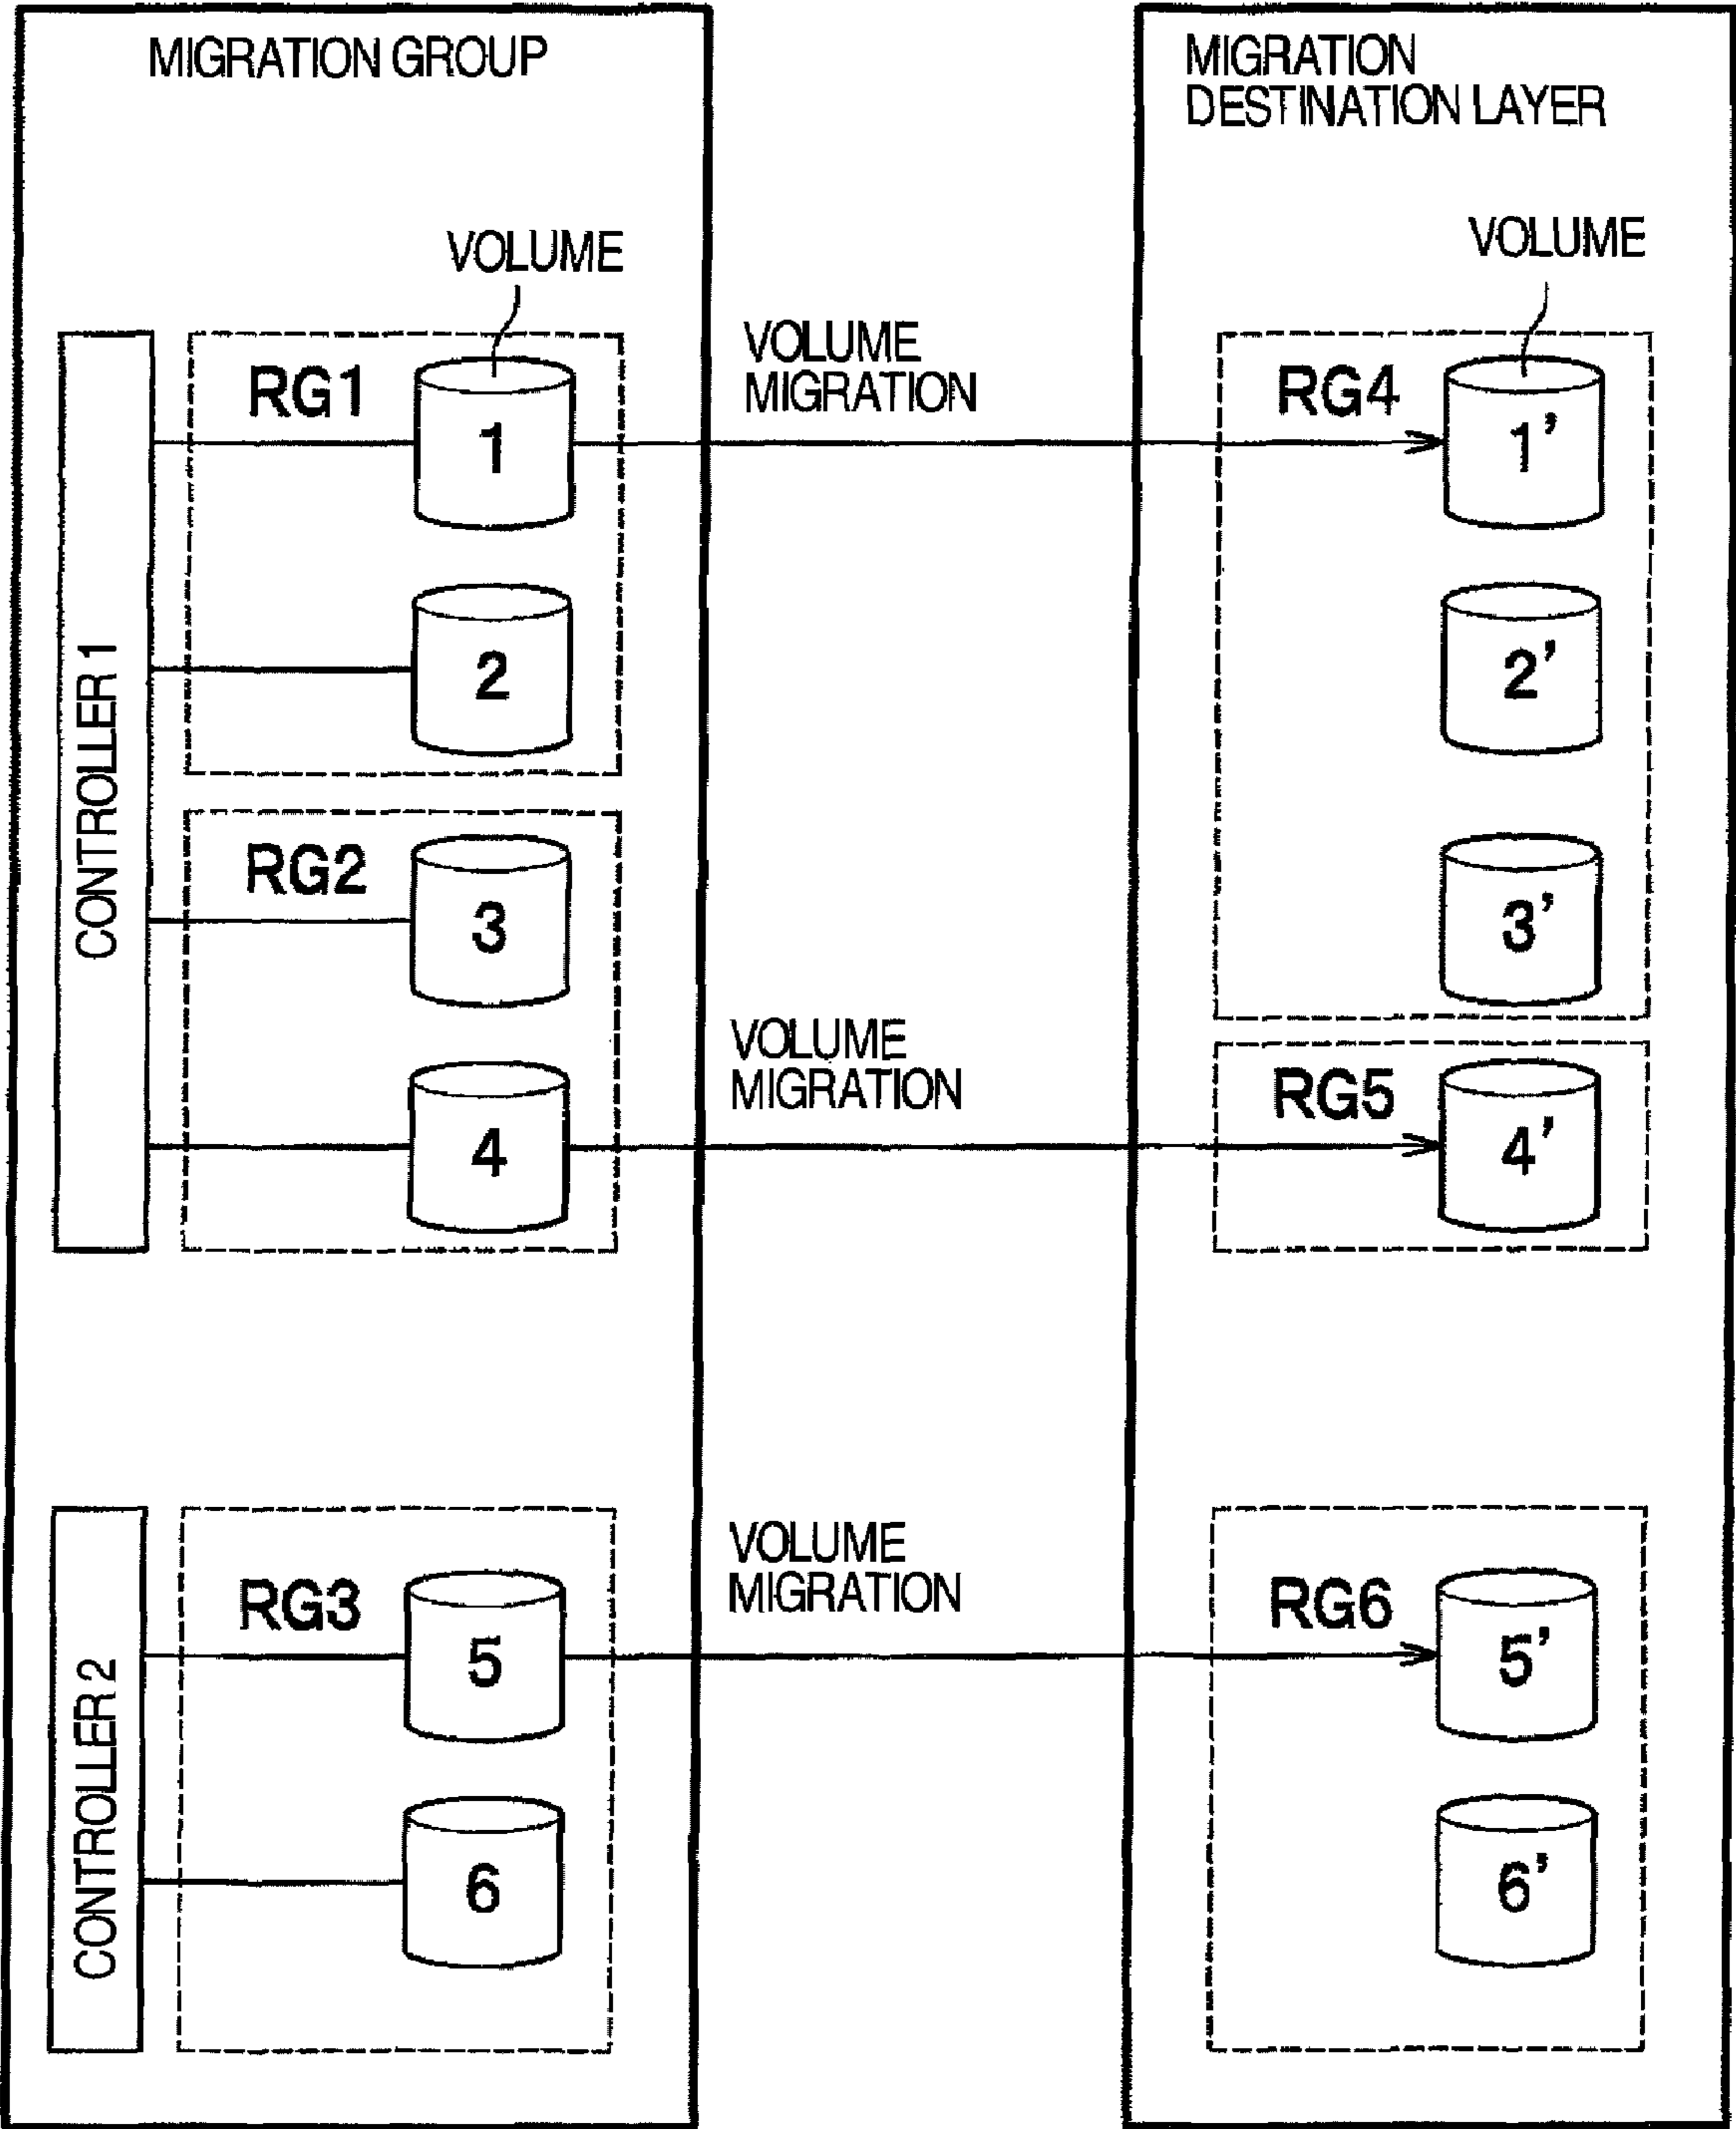 MIGRATION GROUP
MIGRATION
DESTINATION LAYER
VOLUME
VOLUME
VOLUME
MIGRATION
RG1
1
RG4
1'
2
2'
CONTROLLER 1
RG2
3
3'
VOLUME
MIGRATION
4
RG5
4'
VOLUME
MIGRATION
RG3
5
RG6
5'
CONTROLLER 2
6
6'